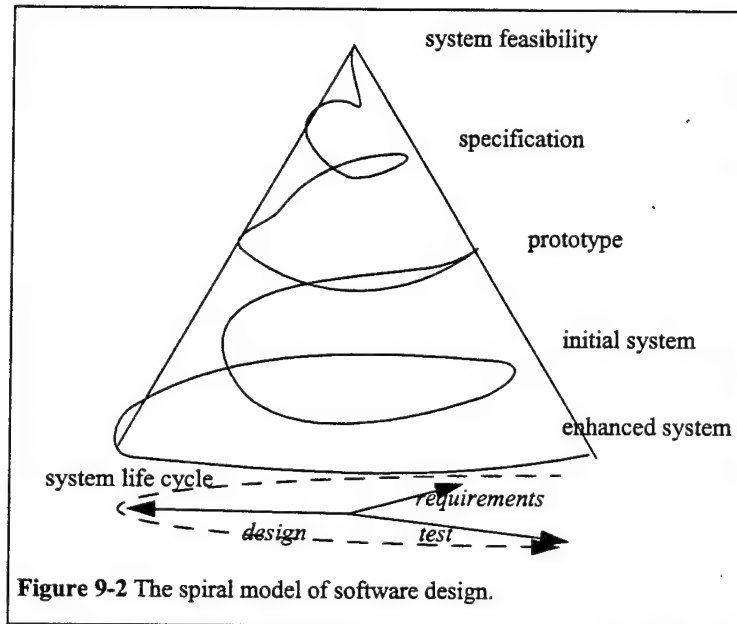 system feasibility
specification
prototype
initial system
enhanced system
system life cycle
requirements
design
test
Figure 9-2 The spiral model of software design.